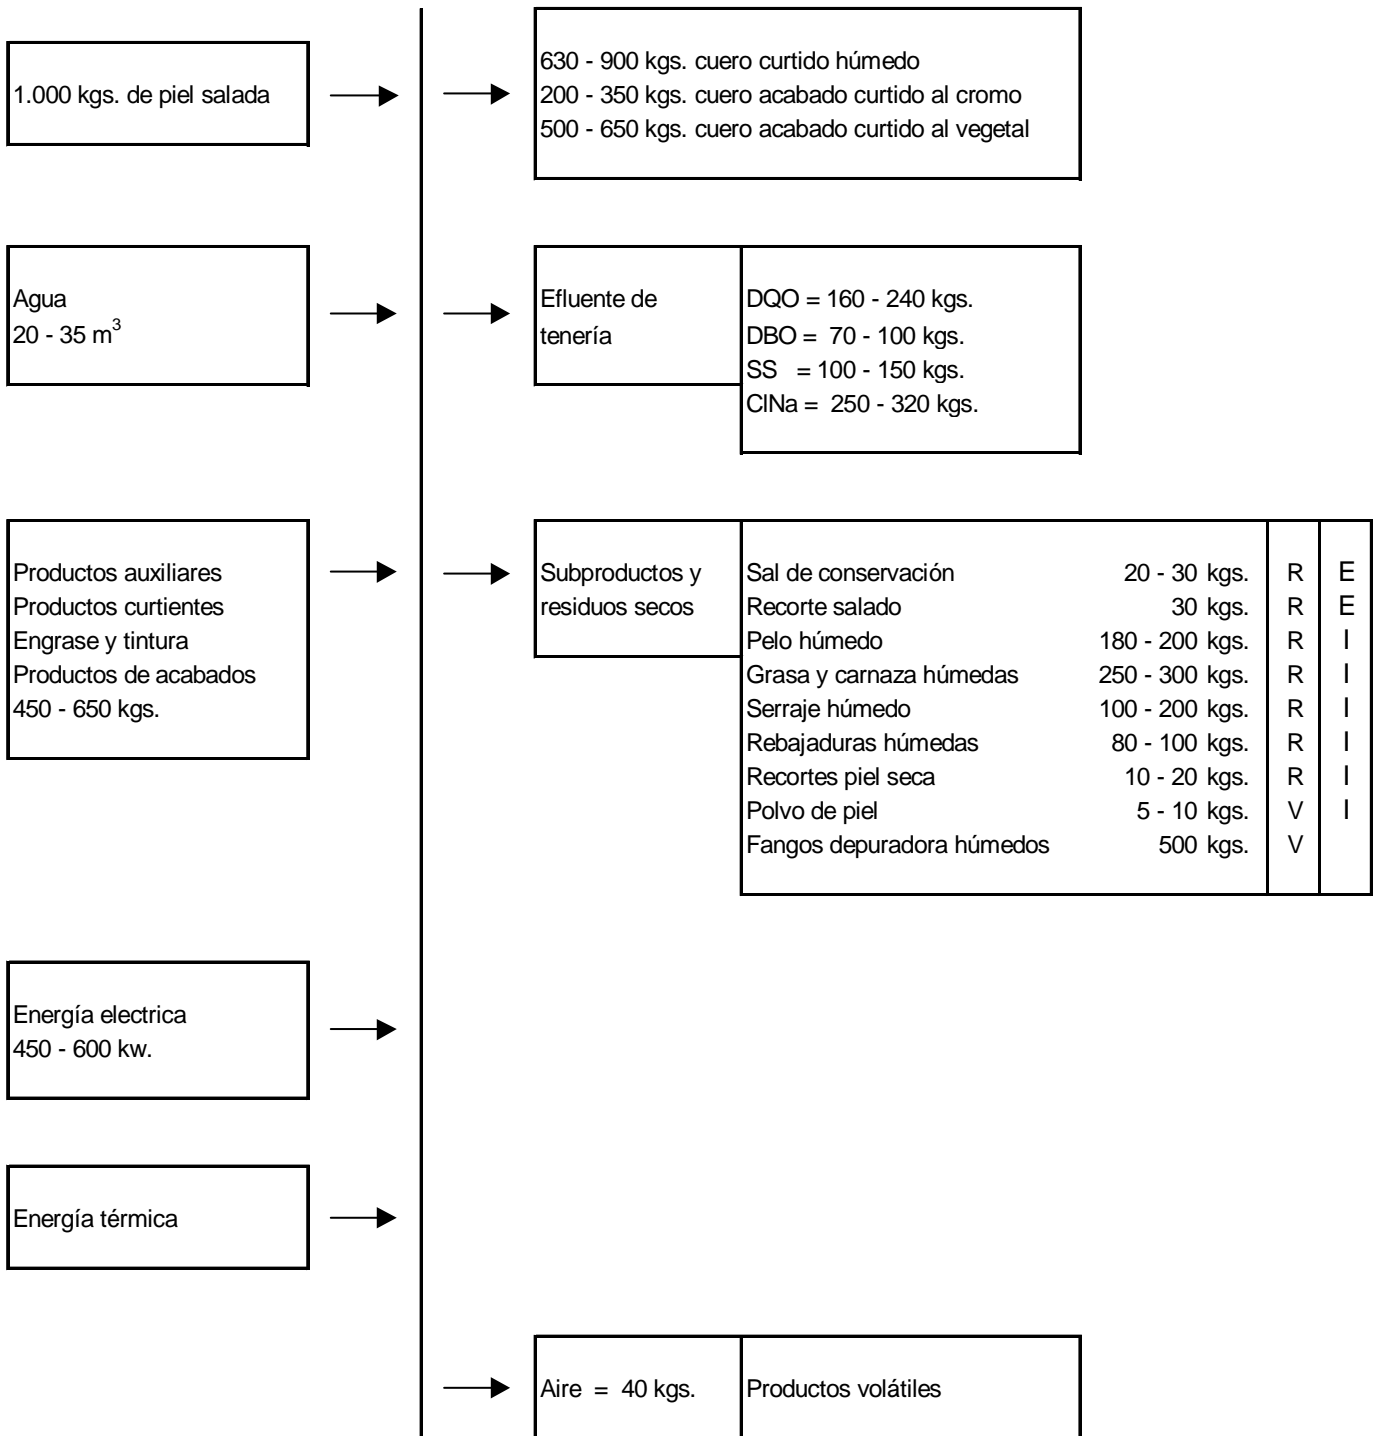 1.000 kgs. de piel salada
630 - 900 kgs. cuero curtido húmedo
200 - 350 kgs. cuero acabado curtido al cromo
500 - 650 kgs. cuero acabado curtido al vegetal
Agua
20 - 35 m³
Efluente de
tenería
DQO = 160 - 240 kgs.
DBO = 70 - 100 kgs.
SS = 100 - 150 kgs.
ClNa = 250 - 320 kgs.
Productos auxiliares
Productos curtientes
Engrase y tintura
Productos de acabados
450 - 650 kgs.
Subproductos y
residuos secos
Sal de conservación 20 - 30 kgs. R E
Recorte salado 30 kgs. R E
Pelo húmedo 180 - 200 kgs. R I
Grasa y carnaza húmedas 250 - 300 kgs. R I
Serraje húmedo 100 - 200 kgs. R I
Rebajaduras húmedas 80 - 100 kgs. R I
Recortes piel seca 10 - 20 kgs. R I
Polvo de piel 5 - 10 kgs. V I
Fangos depuradora húmedos 500 kgs. V
Energía electrica
450 - 600 kw.
Energía térmica
Aire = 40 kgs.
Productos volátiles